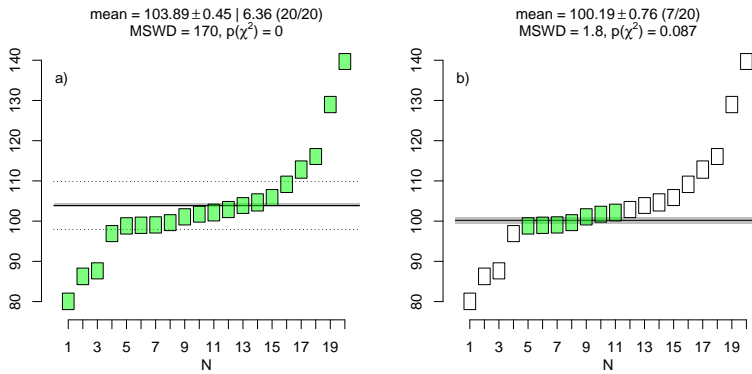 mean = 103.89±0.45 | 6.36 (20/20)
MSWD = 170, p(χ²) = 0
a)
140
130
120
110
100
90
80
1 3 5 7 9 11 13 15 17 19
N
mean = 100.19±0.76 (7/20)
MSWD = 1.8, p(χ²) = 0.087
b)
140
130
120
110
100
90
80
1 3 5 7 9 11 13 15 17 19
N